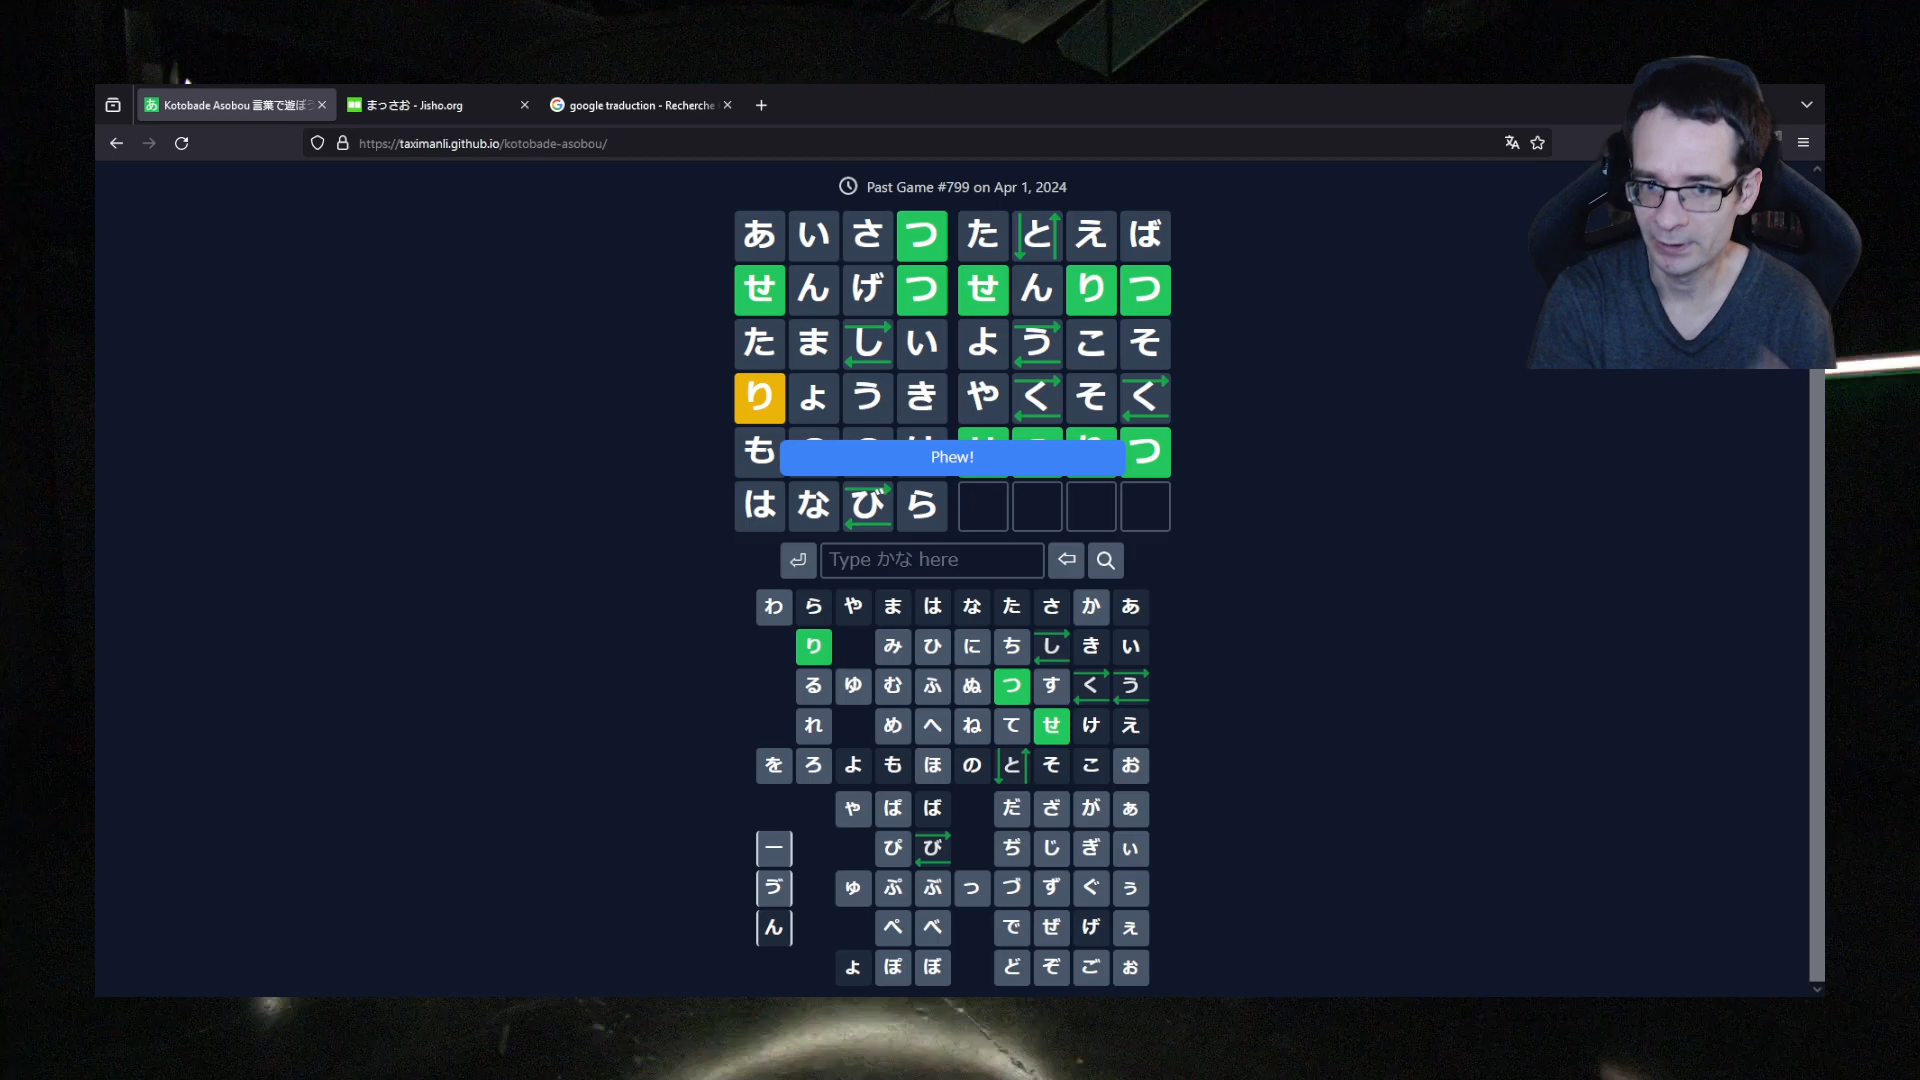 Kotobade Asobou 言葉で遊ぼう
まっさお - Jisho.org
google traduction - Recherche
https://taximanli.github.io/kotobade-asobou/
Past Game #799 on Apr 1, 2024
あいさつ たとえば
せんげつ せんりつ
たましい ようこそ
りょうき やくそく
も つ
Phew!
はなびら
Type かな here
わ ら や ま は な た さ か あ
り み ひ に ち し き い
る ゆ む ふ ぬ つ す く う
れ め へ ね て せ け え
を ろ よ も ほ の と そ こ お
ゃ ぱ ば だ ざ が ぁ
ー ぴ び ぢ じ ぎ ぃ
ゔ ゅ ぷ ぶ っ づ ず ぐ ぅ
ん ぺ べ で ぜ げ ぇ
ょ ぽ ぼ ど ぞ ご ぉ